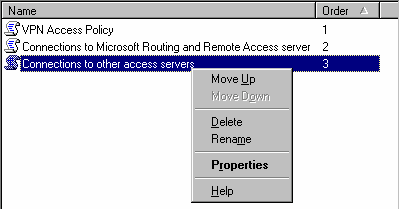 Name Order
VPN Access Policy 1
Connections to Microsoft Routing and Remote Access server 2
Connections to other access servers 3
Move Up
Move Down
Delete
Rename
Properties
Help